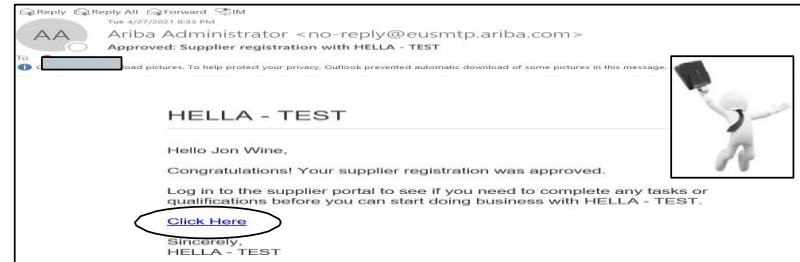 Reply Reply All Forward IM
Tue 4/27/2021 8:33 PM
AA
Ariba Administrator <no-reply@eusmtp.ariba.com>
Approved: Supplier registration with HELLA - TEST
To
load pictures. To help protect your privacy, Outlook prevented automatic download of some pictures in this message.
HELLA - TEST
Hello Jon Wine,
Congratulations! Your supplier registration was approved.
Log in to the supplier portal to see if you need to complete any tasks or
qualifications before you can start doing business with HELLA - TEST.
Click Here
Sincerely,
HELLA - TEST